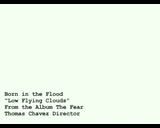 Born in the Flood
"Low Flying Clouds"
From the Album The Fear
Thomas Chavez Director